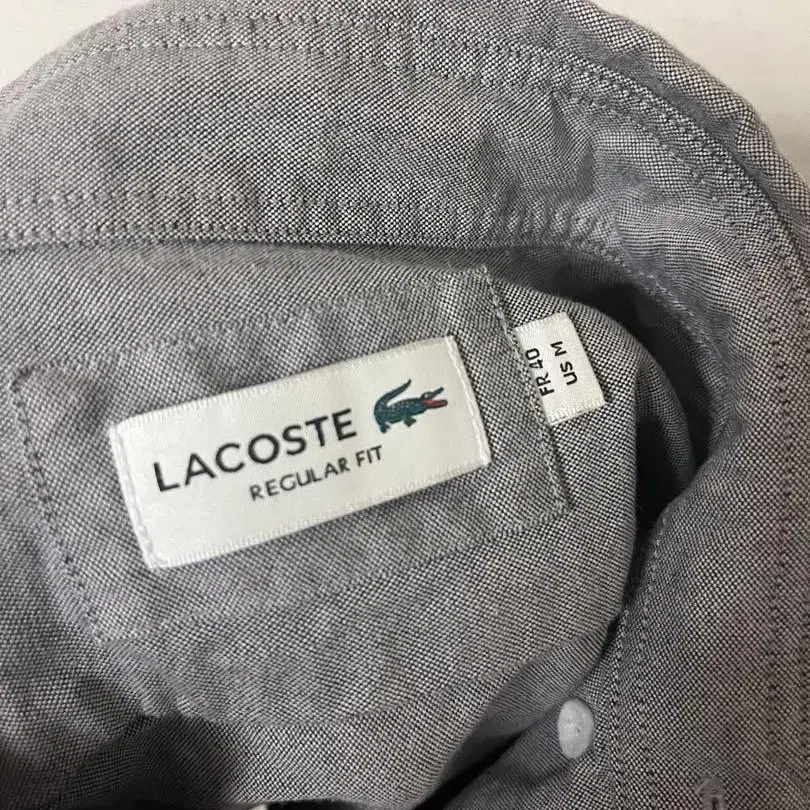 LACOSTE
REGULAR FIT
FR 40
US M